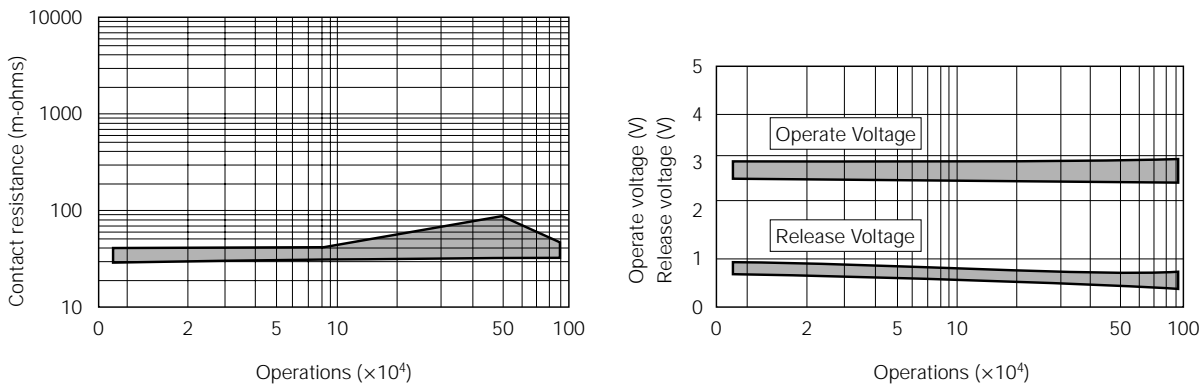 10000
1000
100
10
Contact resistance (m-ohms)
0 2 5 10 50 100
Operations (×10⁴)
5
4
3
2
1
0
Operate voltage (V)
Release voltage (V)
Operate Voltage
Release Voltage
0 2 5 10 50 100
Operations (×10⁴)